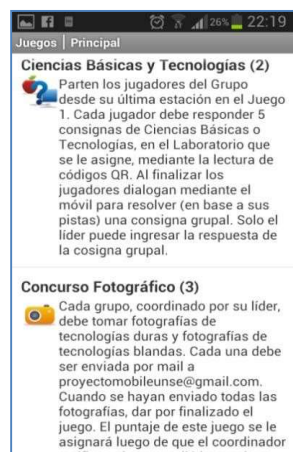 26% 22:19
Juegos | Principal
Ciencias Básicas y Tecnologías (2)
Parten los jugadores del Grupo
desde su última estación en el Juego
1. Cada jugador debe responder 5
consignas de Ciencias Básicas o
Tecnologías, en el Laboratorio que
se le asigne, mediante la lectura de
códigos QR. Al finalizar los
jugadores dialogan mediante el
móvil para resolver (en base a sus
pistas) una consigna grupal. Solo el
líder puede ingresar la respuesta de
la cosigna grupal.
Concurso Fotográfico (3)
Cada grupo, coordinado por su líder,
debe tomar fotografías de
tecnologías duras y fotografías de
tecnologías blandas. Cada una debe
ser enviada por mail a
proyectomobileunse@gmail.com.
Cuando se hayan enviado todas las
fotografías, dar por finalizado el
juego. El puntaje de este juego se le
asignará luego de que el coordinador